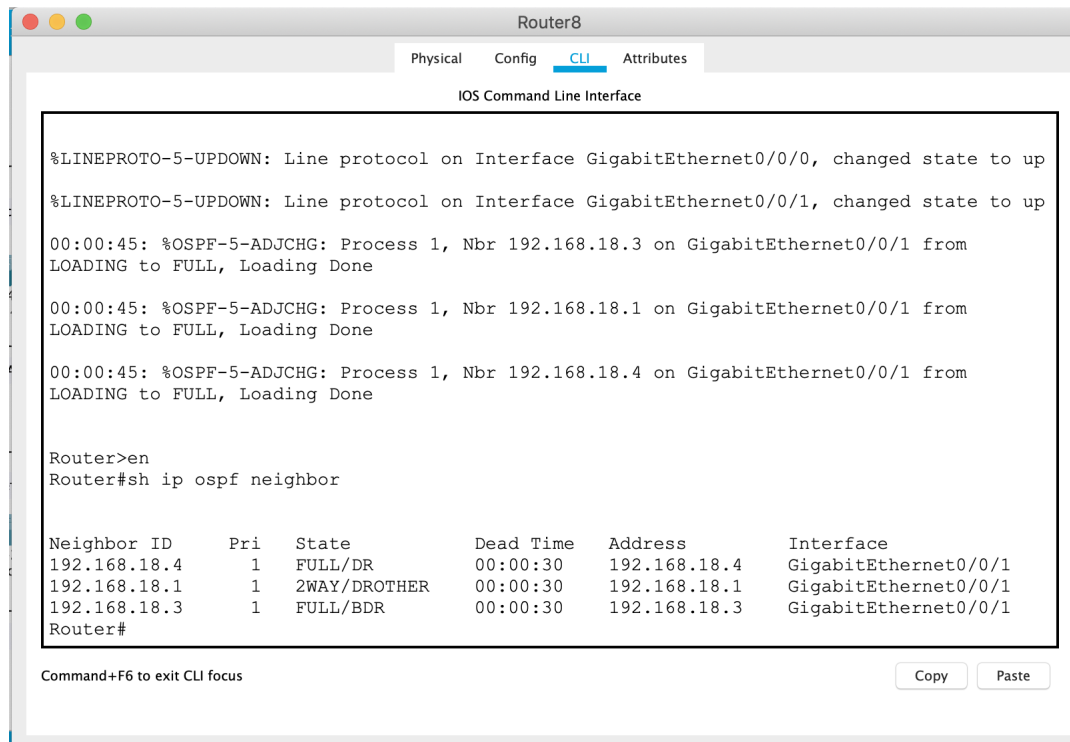 Router8
Physical Config CLI Attributes
IOS Command Line Interface
%LINEPROTO-5-UPDOWN: Line protocol on Interface GigabitEthernet0/0/0, changed state to up
%LINEPROTO-5-UPDOWN: Line protocol on Interface GigabitEthernet0/0/1, changed state to up
00:00:45: %OSPF-5-ADJCHG: Process 1, Nbr 192.168.18.3 on GigabitEthernet0/0/1 from
LOADING to FULL, Loading Done
00:00:45: %OSPF-5-ADJCHG: Process 1, Nbr 192.168.18.1 on GigabitEthernet0/0/1 from
LOADING to FULL, Loading Done
00:00:45: %OSPF-5-ADJCHG: Process 1, Nbr 192.168.18.4 on GigabitEthernet0/0/1 from
LOADING to FULL, Loading Done
Router>en
Router#sh ip ospf neighbor
Neighbor ID Pri State Dead Time Address Interface
192.168.18.4 1 FULL/DR 00:00:30 192.168.18.4 GigabitEthernet0/0/1
192.168.18.1 1 2WAY/DROTHER 00:00:30 192.168.18.1 GigabitEthernet0/0/1
192.168.18.3 1 FULL/BDR 00:00:30 192.168.18.3 GigabitEthernet0/0/1
Router#
Command+F6 to exit CLI focus Copy Paste